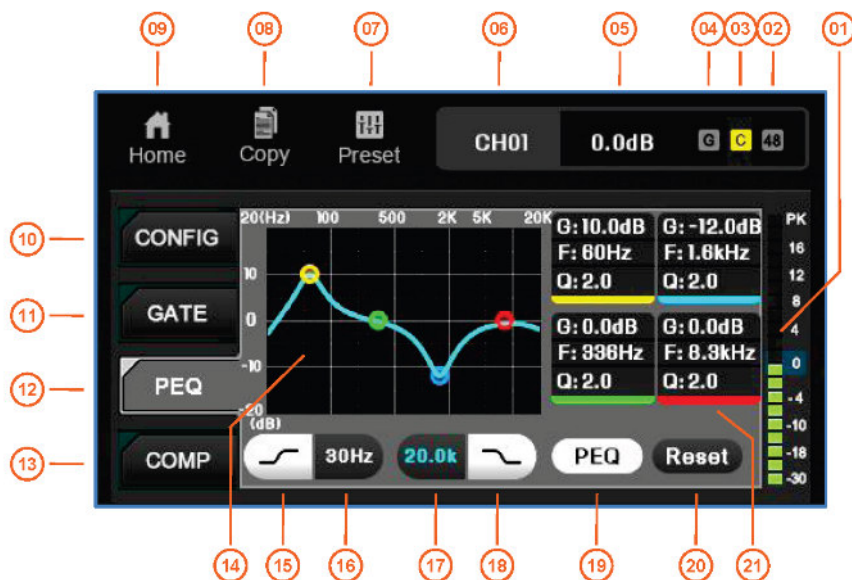 09 08 07 06 05 04 03 02 01
Home Copy Preset CH01 0.0dB G C 48
10 CONFIG
11 GATE
12 PEQ
13 COMP
20(Hz) 100 500 2K 5K 20K
10
0
-10
-20
(dB)
G:10.0dB
F:60Hz
Q:2.0
G:-12.0dB
F:1.6kHz
Q:2.0
G:0.0dB
F:336Hz
Q:2.0
G:0.0dB
F:8.3kHz
Q:2.0
30Hz 20.0k PEQ Reset
PK
16
12
8
4
0
-4
-10
-18
-30
14 15 16 17 18 19 20 21